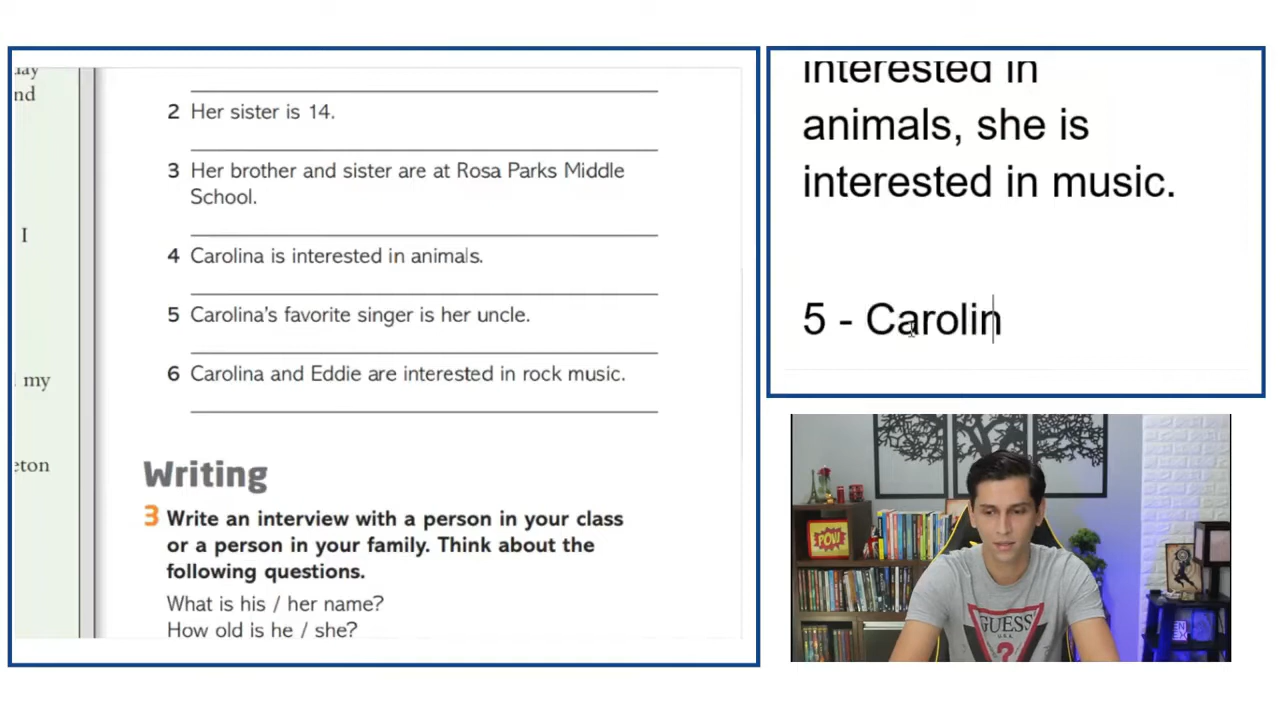 nd
I
my
eton
2 Her sister is 14.
3 Her brother and sister are at Rosa Parks Middle
School.
4 Carolina is interested in animals.
5 Carolina's favorite singer is her uncle.
6 Carolina and Eddie are interested in rock music.
Writing
3 Write an interview with a person in your class
or a person in your family. Think about the
following questions.
What is his / her name?
How old is he / she?
interested in
animals, she is
interested in music.
5 - Carolin
POW
GUESS
U.S.A.
?